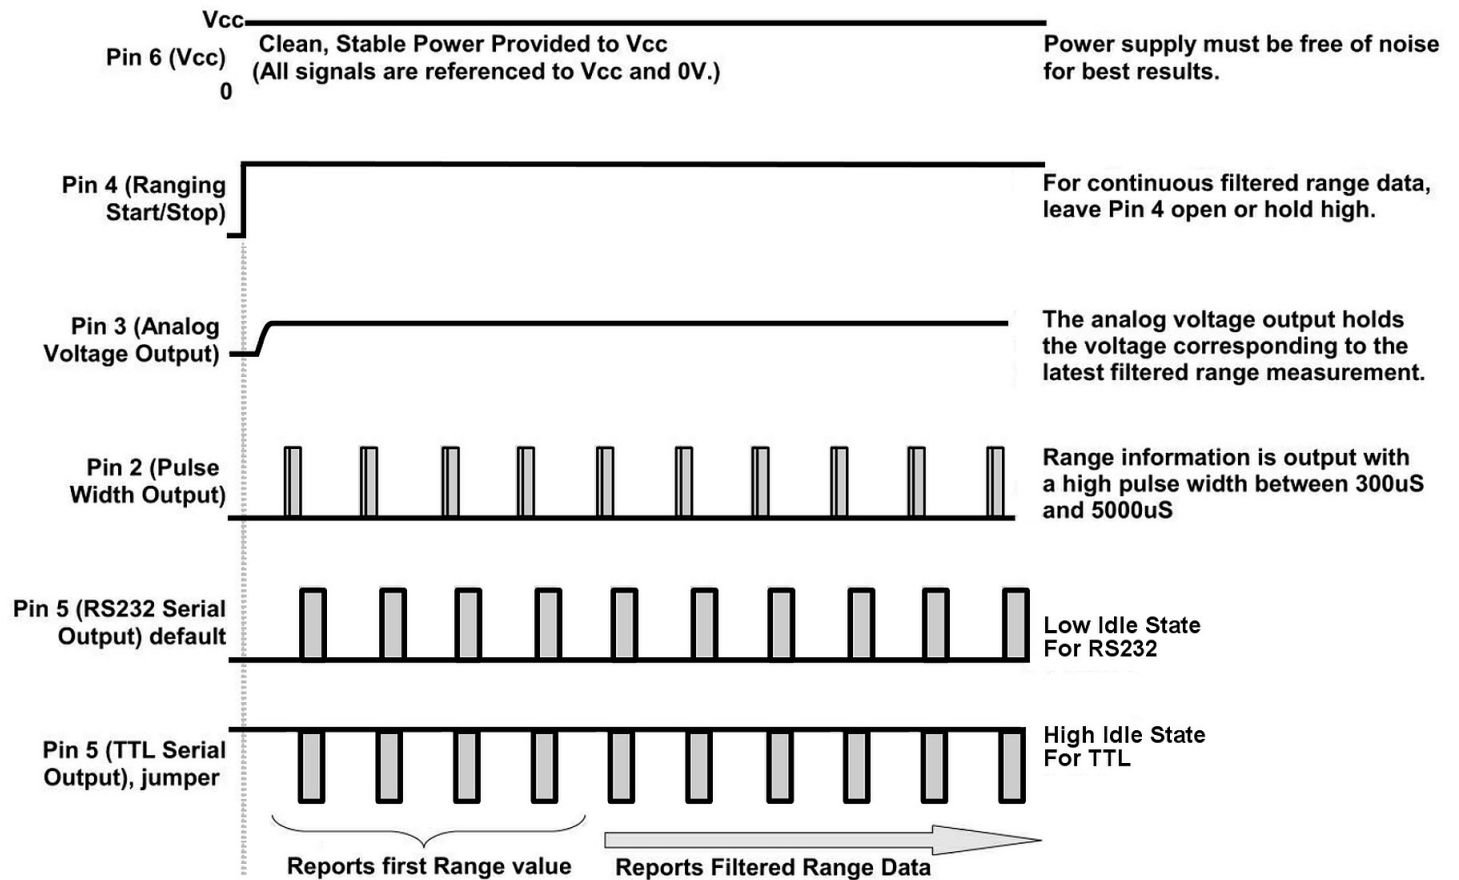 Vcc
Pin 6 (Vcc)
0
Clean, Stable Power Provided to Vcc
(All signals are referenced to Vcc and 0V.)
Power supply must be free of noise
for best results.
Pin 4 (Ranging
Start/Stop)
For continuous filtered range data,
leave Pin 4 open or hold high.
Pin 3 (Analog
Voltage Output)
The analog voltage output holds
the voltage corresponding to the
latest filtered range measurement.
Pin 2 (Pulse
Width Output)
Range information is output with
a high pulse width between 300uS
and 5000uS
Pin 5 (RS232 Serial
Output) default
Low Idle State
For RS232
Pin 5 (TTL Serial
Output), jumper
High Idle State
For TTL
Reports first Range value
Reports Filtered Range Data